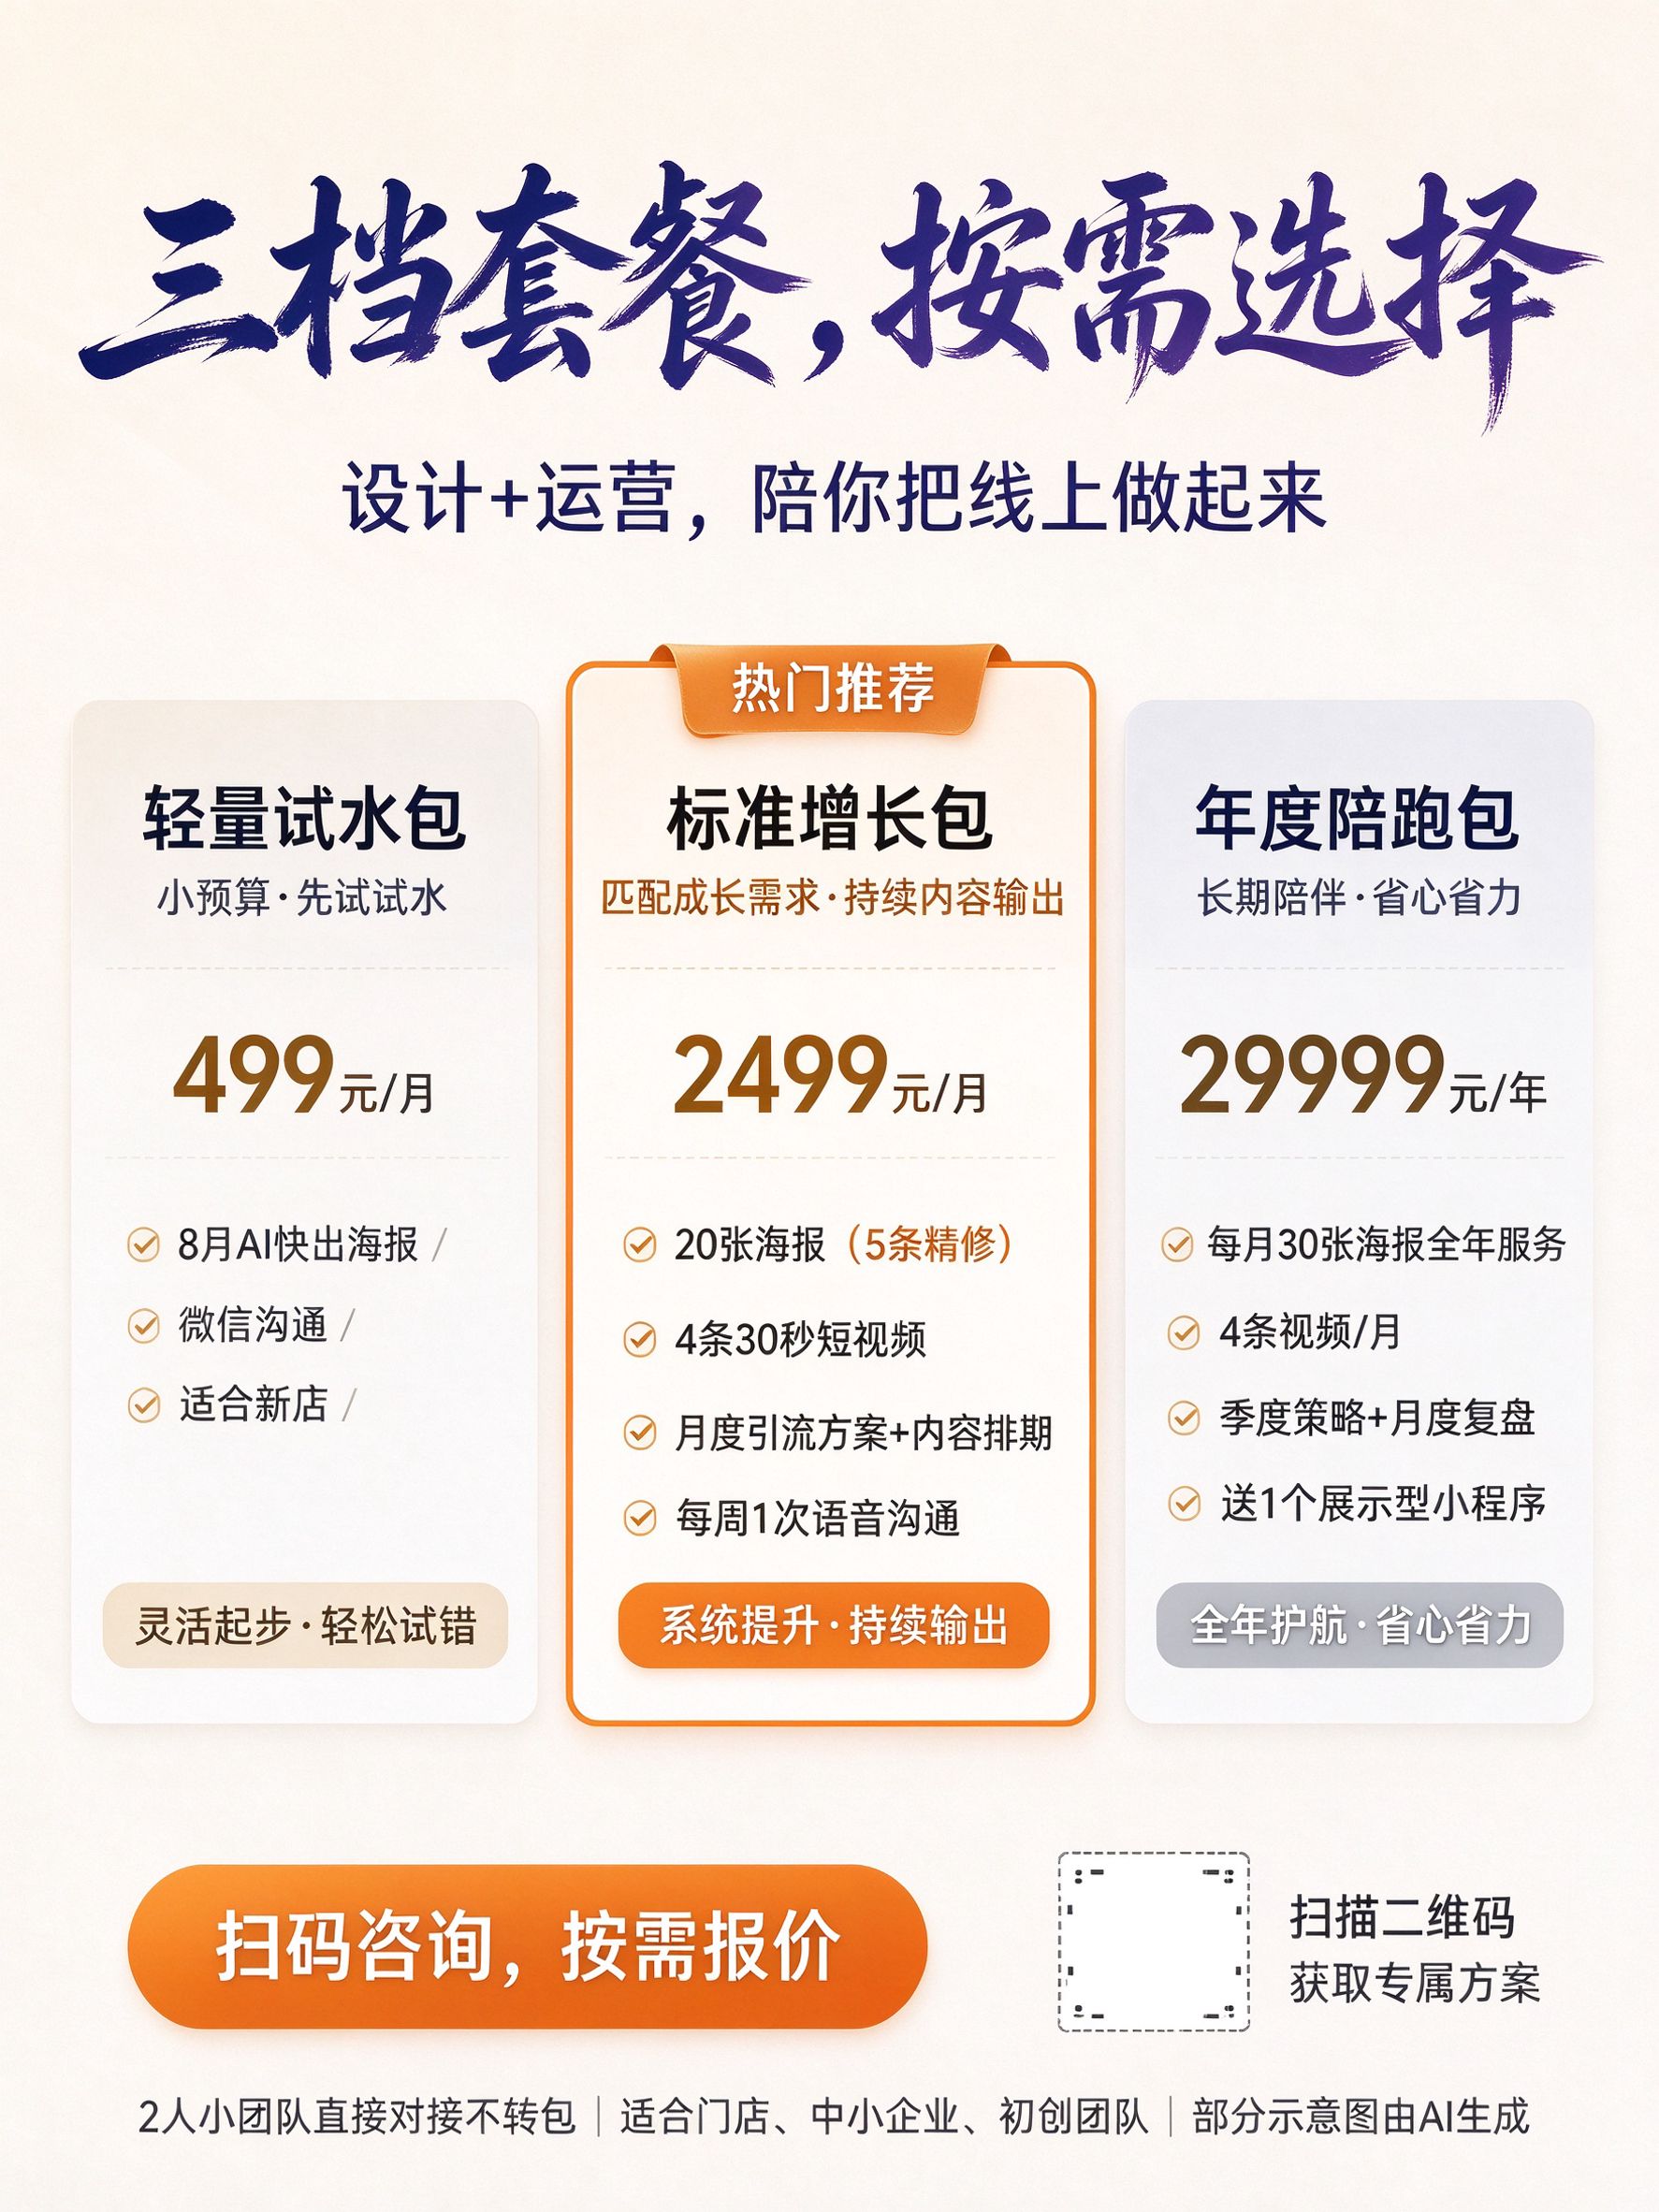 三档套餐，按需选择
设计+运营，陪你把线上做起来
轻量试水包
小预算·先试试水
499元/月
8月AI快出海报 /
微信沟通 /
适合新店 /
灵活起步·轻松试错
热门推荐
标准增长包
匹配成长需求·持续内容输出
2499元/月
20张海报（5条精修）
4条30秒短视频
月度引流方案+内容排期
每周1次语音沟通
系统提升·持续输出
年度陪跑包
长期陪伴·省心省力
29999元/年
每月30张海报全年服务
4条视频/月
季度策略+月度复盘
送1个展示型小程序
全年护航·省心省力
扫码咨询，按需报价
扫描二维码
获取专属方案
2人小团队直接对接不转包｜适合门店、中小企业、初创团队｜部分示意图由AI生成